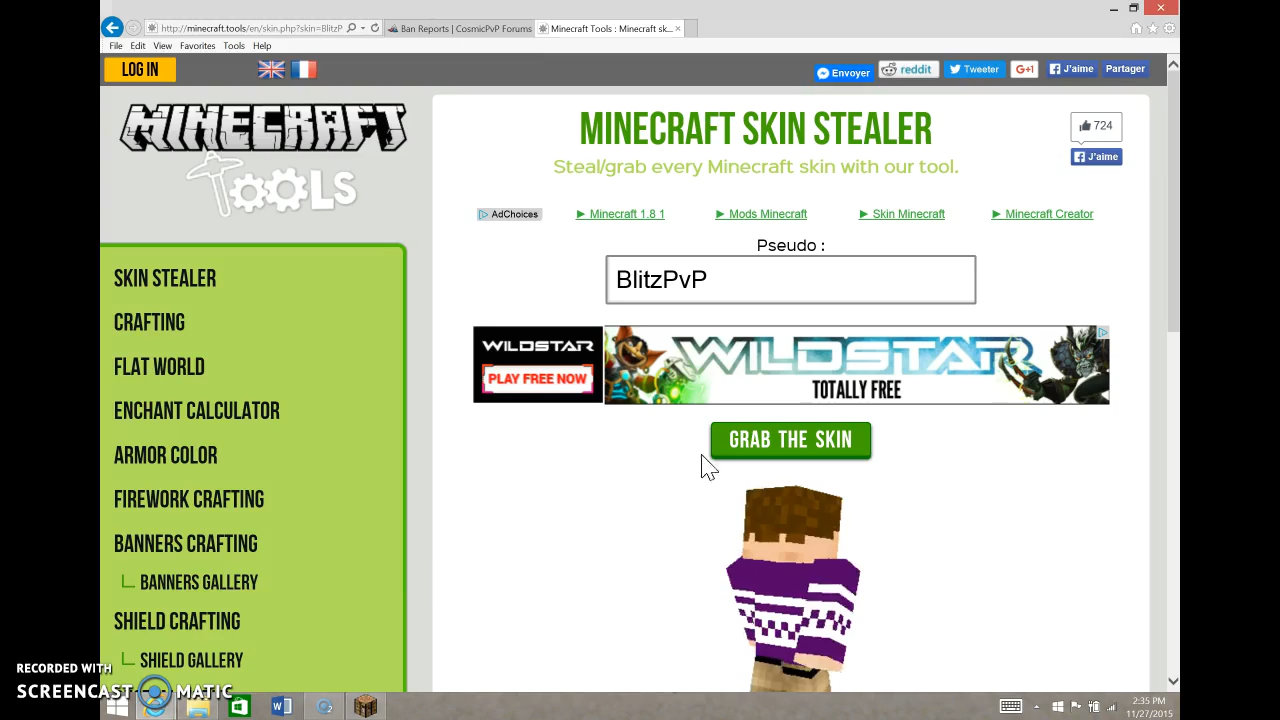 http://minecraft.tools/en/skin.php?skin=BlitzP
Ban Reports | CosmicPvP Forums
Minecraft Tools : Minecraft sk...
File Edit View Favorites Tools Help
LOG IN
Envoyer
reddit
Tweeter
G+1
J'aime
Partager
MINECRAFT
TOOLS
MINECRAFT SKIN STEALER
Steal/grab every Minecraft skin with our tool.
724
J'aime
AdChoices
► Minecraft 1.8 1
► Mods Minecraft
► Skin Minecraft
► Minecraft Creator
Pseudo :
BlitzPvP
WILDSTAR
PLAY FREE NOW
WILDSTAR
TOTALLY FREE
GRAB THE SKIN
SKIN STEALER
CRAFTING
FLAT WORLD
ENCHANT CALCULATOR
ARMOR COLOR
FIREWORK CRAFTING
BANNERS CRAFTING
BANNERS GALLERY
SHIELD CRAFTING
SHIELD GALLERY
RECORDED WITH
SCREENCAST MATIC
2:35 PM
11/27/2015